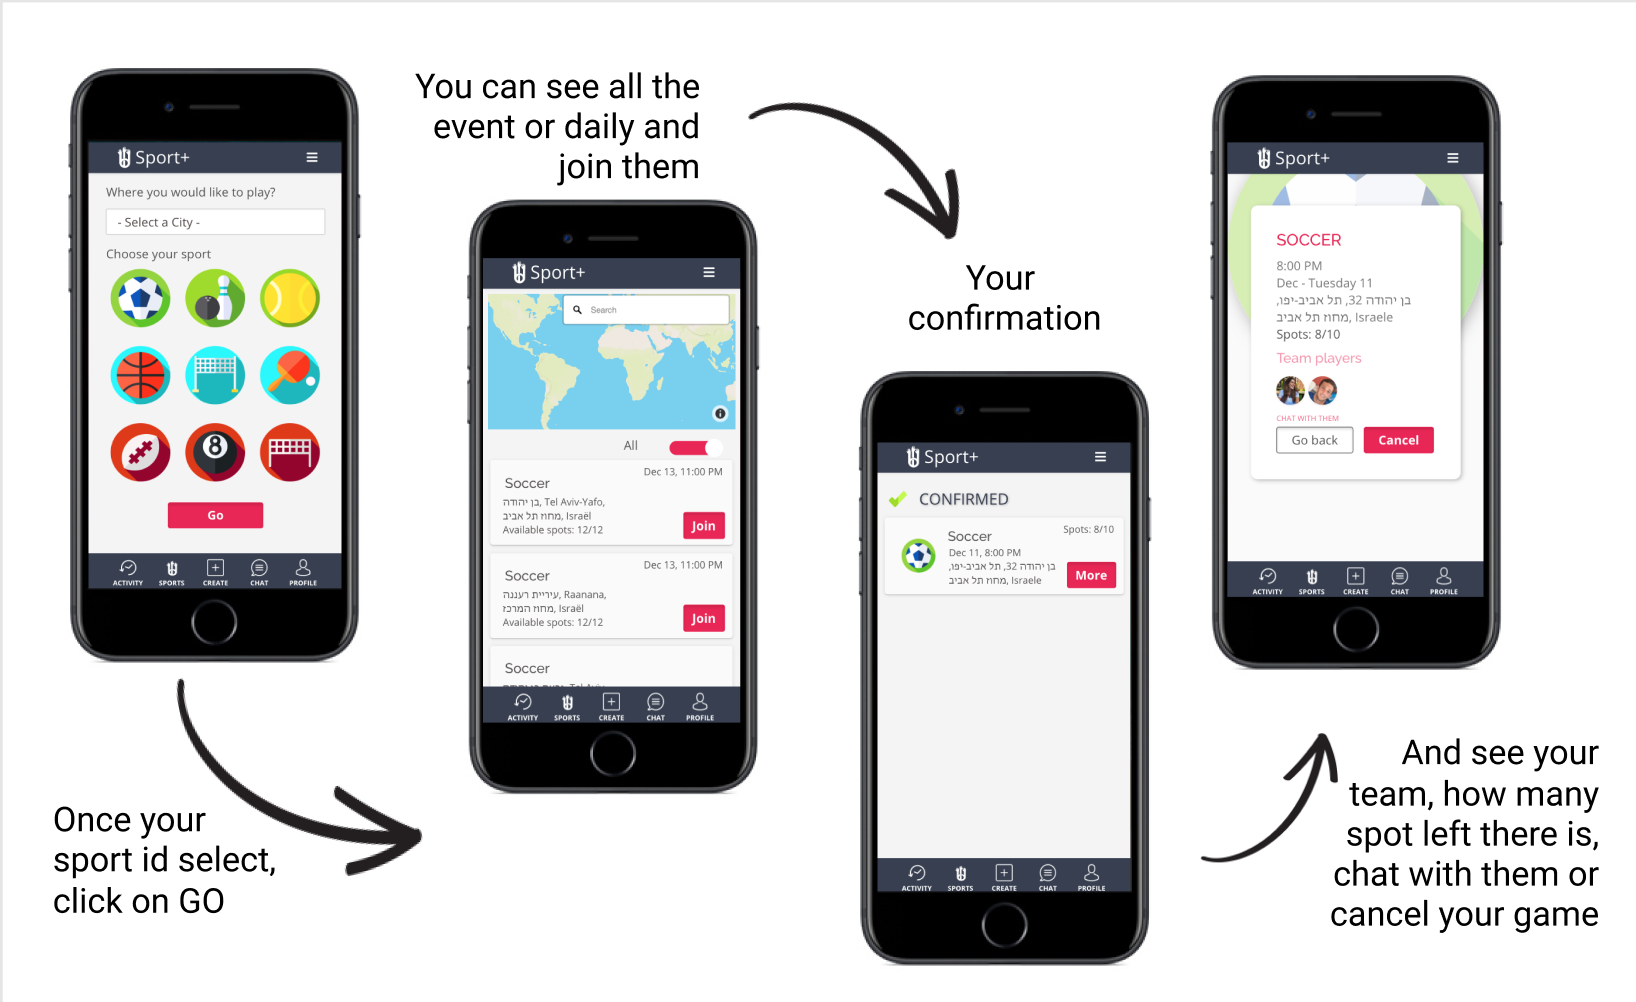 Sport+
Where you would like to play?
- Select a City -
Choose your sport
8
Go
ACTIVITY SPORTS CREATE CHAT PROFILE
Once your
sport id select,
click on GO
You can see all the
event or daily and
join them
Sport+
Search
All
Dec 13, 11:00 PM
Soccer
בן יהודה, Tel Aviv-Yafo,
מחוז תל אביב, Israël
Available spots: 12/12
Join
Dec 13, 11:00 PM
Soccer
עיריית רעננה, Raanana,
מחוז המרכז, Israël
Available spots: 12/12
Join
Soccer
ACTIVITY SPORTS CREATE CHAT PROFILE
Your
confirmation
Sport+
CONFIRMED
Spots: 8/10
Soccer
Dec 11, 8:00 PM
בן יהודה 32, תל אביב-יפו,
מחוז תל אביב, Israele
More
ACTIVITY SPORTS CREATE CHAT PROFILE
Sport+
SOCCER
8:00 PM
Dec - Tuesday 11
בן יהודה 32, תל אביב-יפו,
מחוז תל אביב, Israele
Spots: 8/10
Team players
CHAT WITH THEM
Go back Cancel
ACTIVITY SPORTS CREATE CHAT PROFILE
And see your
team, how many
spot left there is,
chat with them or
cancel your game